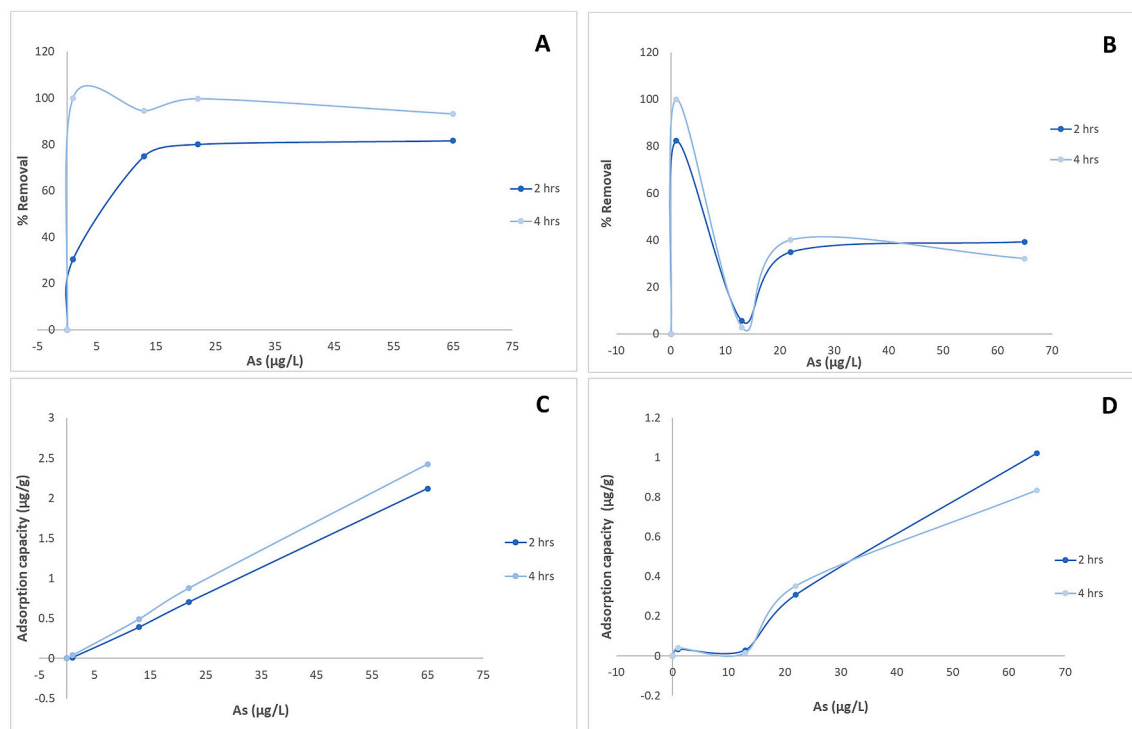 A
120
100
80
60
40
20
0
% Removal
-5 5 15 25 35 45 55 65 75
As (µg/L)
2 hrs
4 hrs
B
120
100
80
60
40
20
0
% Removal
-10 0 10 20 30 40 50 60 70
As (µg/L)
2 hrs
4 hrs
C
3
2.5
2
1.5
1
0.5
0
-0.5
Adsorption capacity (µg/g)
-5 5 15 25 35 45 55 65 75
As (µg/L)
2 hrs
4 hrs
D
1.2
1
0.8
0.6
0.4
0.2
0
-0.2
Adsorption capacity (µg/g)
-10 0 10 20 30 40 50 60 70
As (µg/L)
2 hrs
4 hrs